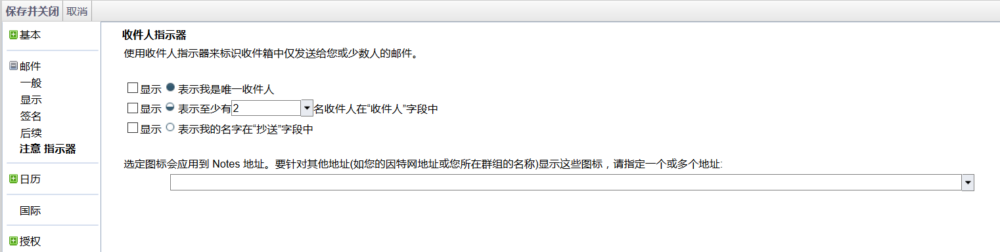 保存并关闭 取消
基本
邮件
一般
显示
签名
后续
注意 指示器
日历
国际
授权
收件人指示器
使用收件人指示器来标识收件箱中仅发送给您或少数人的邮件。
显示 表示我是唯一收件人
显示 表示至少有 2 名收件人在“收件人”字段中
显示 表示我的名字在“抄送”字段中
选定图标会应用到 Notes 地址。要针对其他地址(如您的因特网地址或您所在群组的名称)显示这些图标，请指定一个或多个地址: